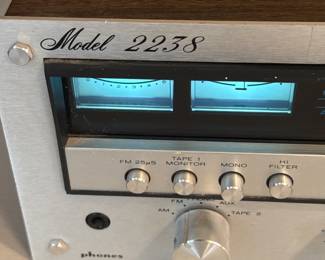 Model 2238
FM 25µS
TAPE 1
MONITOR
MONO
HI
FILTER
FM
AUX
AM
TAPE 2
phones